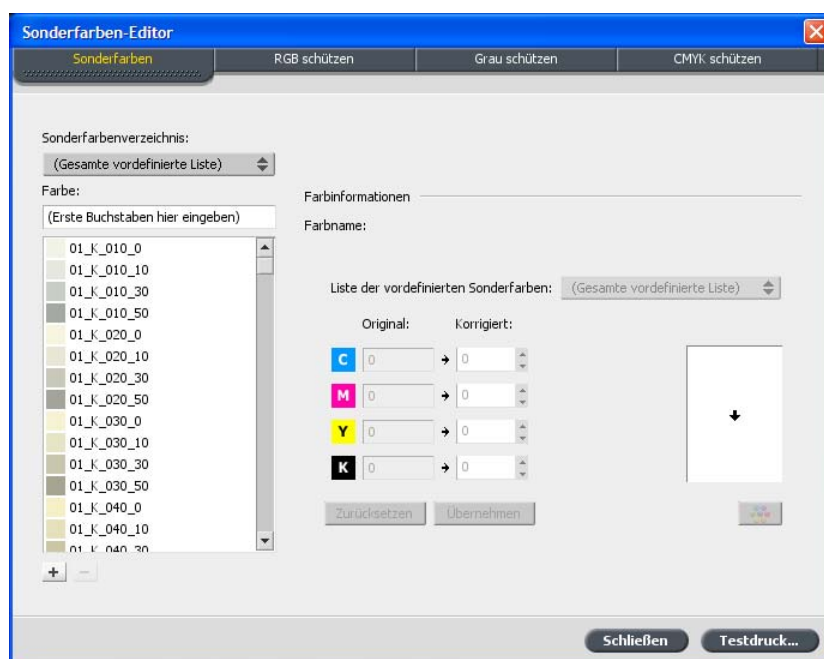 Sonderfarben-Editor
Sonderfarben
RGB schützen
Grau schützen
CMYK schützen
Sonderfarbenverzeichnis:
(Gesamte vordefinierte Liste)
Farbe:
(Erste Buchstaben hier eingeben)
01_K_010_0
01_K_010_10
01_K_010_30
01_K_010_50
01_K_020_0
01_K_020_10
01_K_020_30
01_K_020_50
01_K_030_0
01_K_030_10
01_K_030_30
01_K_030_50
01_K_040_0
01_K_040_10
01_K_040_30
+ −
Farbinformationen
Farbname:
Liste der vordefinierten Sonderfarben: (Gesamte vordefinierte Liste)
Original: Korrigiert:
C 0 → 0
M 0 → 0
Y 0 → 0
K 0 → 0
Zurücksetzen Übernehmen
Schließen Testdruck...